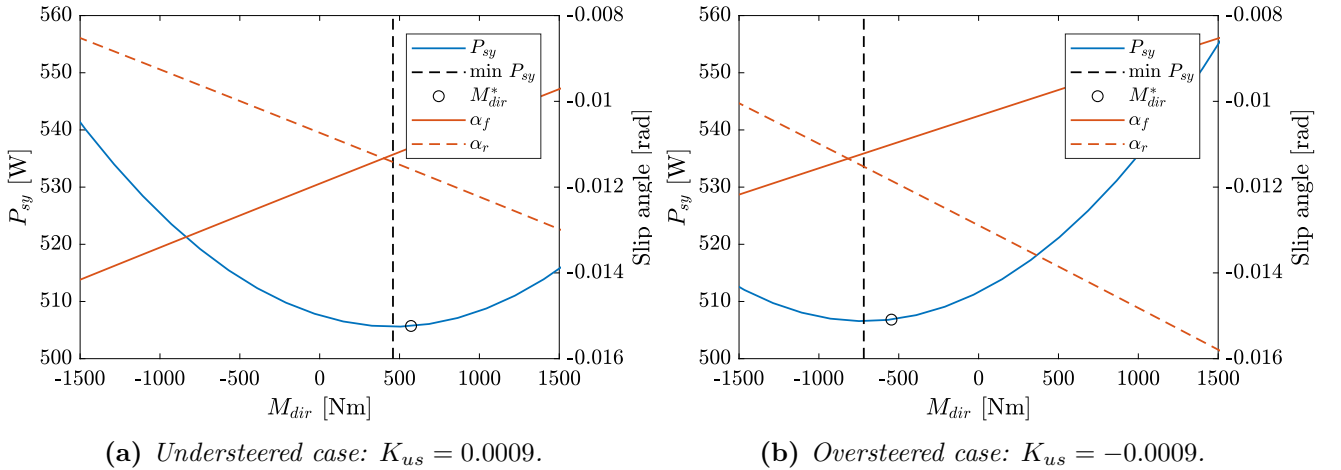 560
550
540
530
520
510
500
P_sy [W]
-1500 -1000 -500 0 500 1000 1500
M_dir [Nm]
-0.008
-0.01
-0.012
-0.014
-0.016
Slip angle [rad]
P_sy
min P_sy
M*_dir
α_f
α_r
(a) Understeered case: K_us = 0.0009.
560
550
540
530
520
510
500
P_sy [W]
-1500 -1000 -500 0 500 1000 1500
M_dir [Nm]
-0.008
-0.01
-0.012
-0.014
-0.016
Slip angle [rad]
P_sy
min P_sy
M*_dir
α_f
α_r
(b) Oversteered case: K_us = −0.0009.